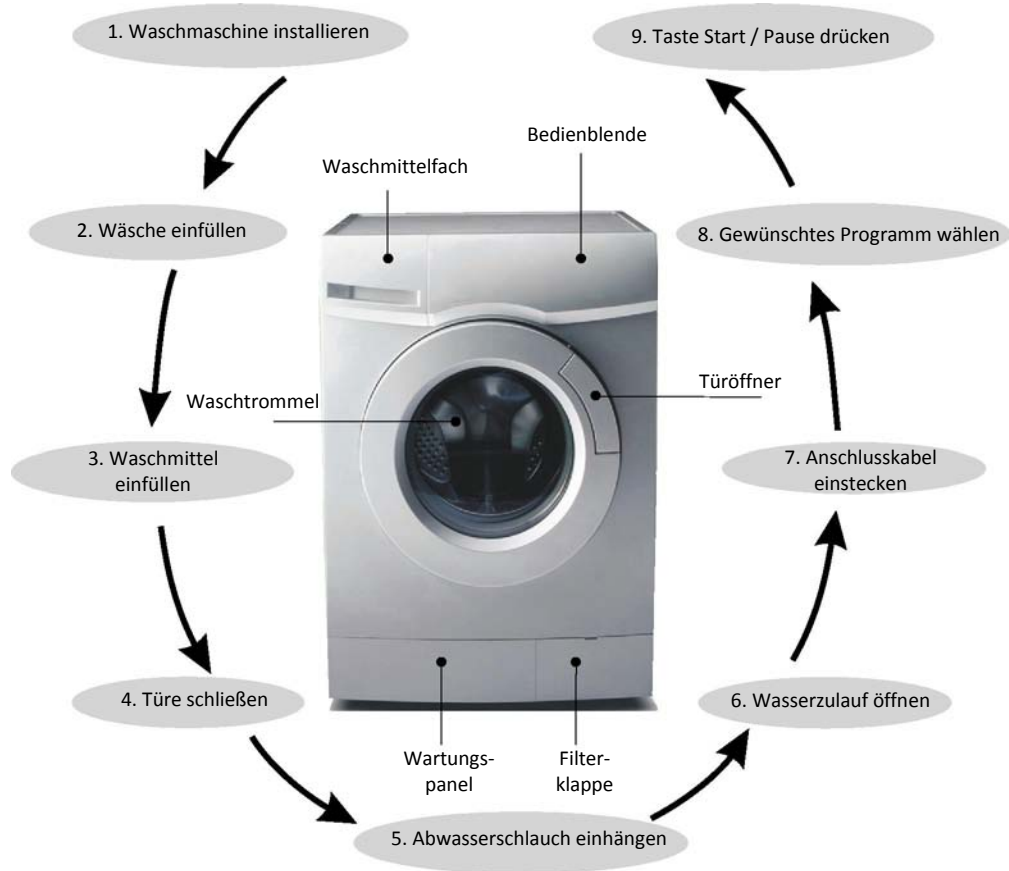 1. Waschmaschine installieren
9. Taste Start / Pause drücken
Bedienblende
Waschmittelfach
2. Wäsche einfüllen
8. Gewünschtes Programm wählen
Türöffner
Waschtrommel
3. Waschmittel
einfüllen
7. Anschlusskabel
einstecken
4. Türe schließen
6. Wasserzulauf öffnen
Wartungs-
panel
Filter-
klappe
5. Abwasserschlauch einhängen